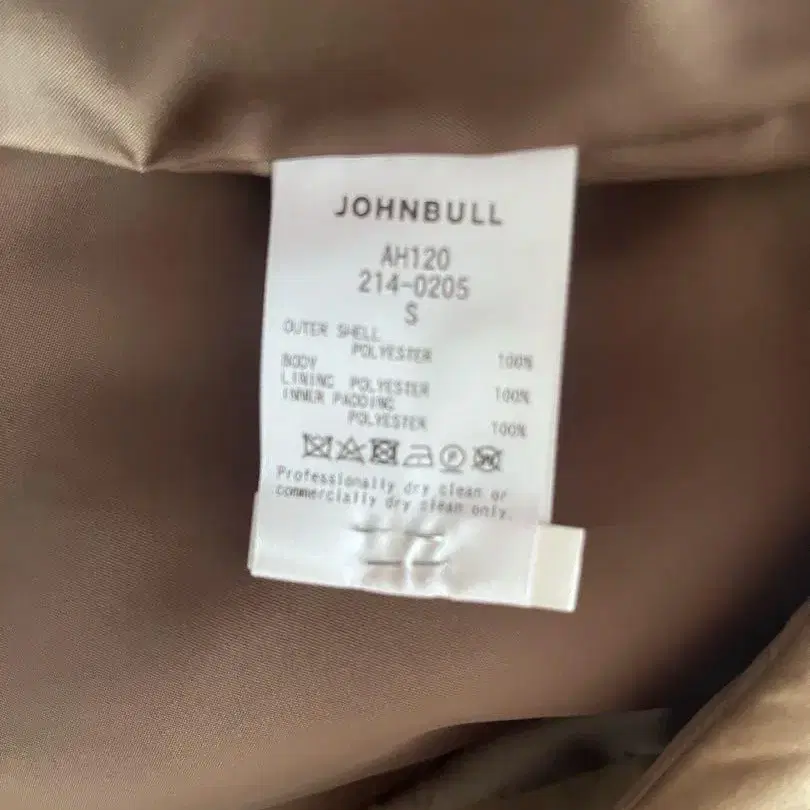 JOHNBULL
AH120
214-0205
S
OUTER SHELL
POLYESTER 100%
BODY
LINING POLYESTER 100%
INNER PADDING
POLYESTER 100%
Professionally dry clean or
commercially dry clean only.